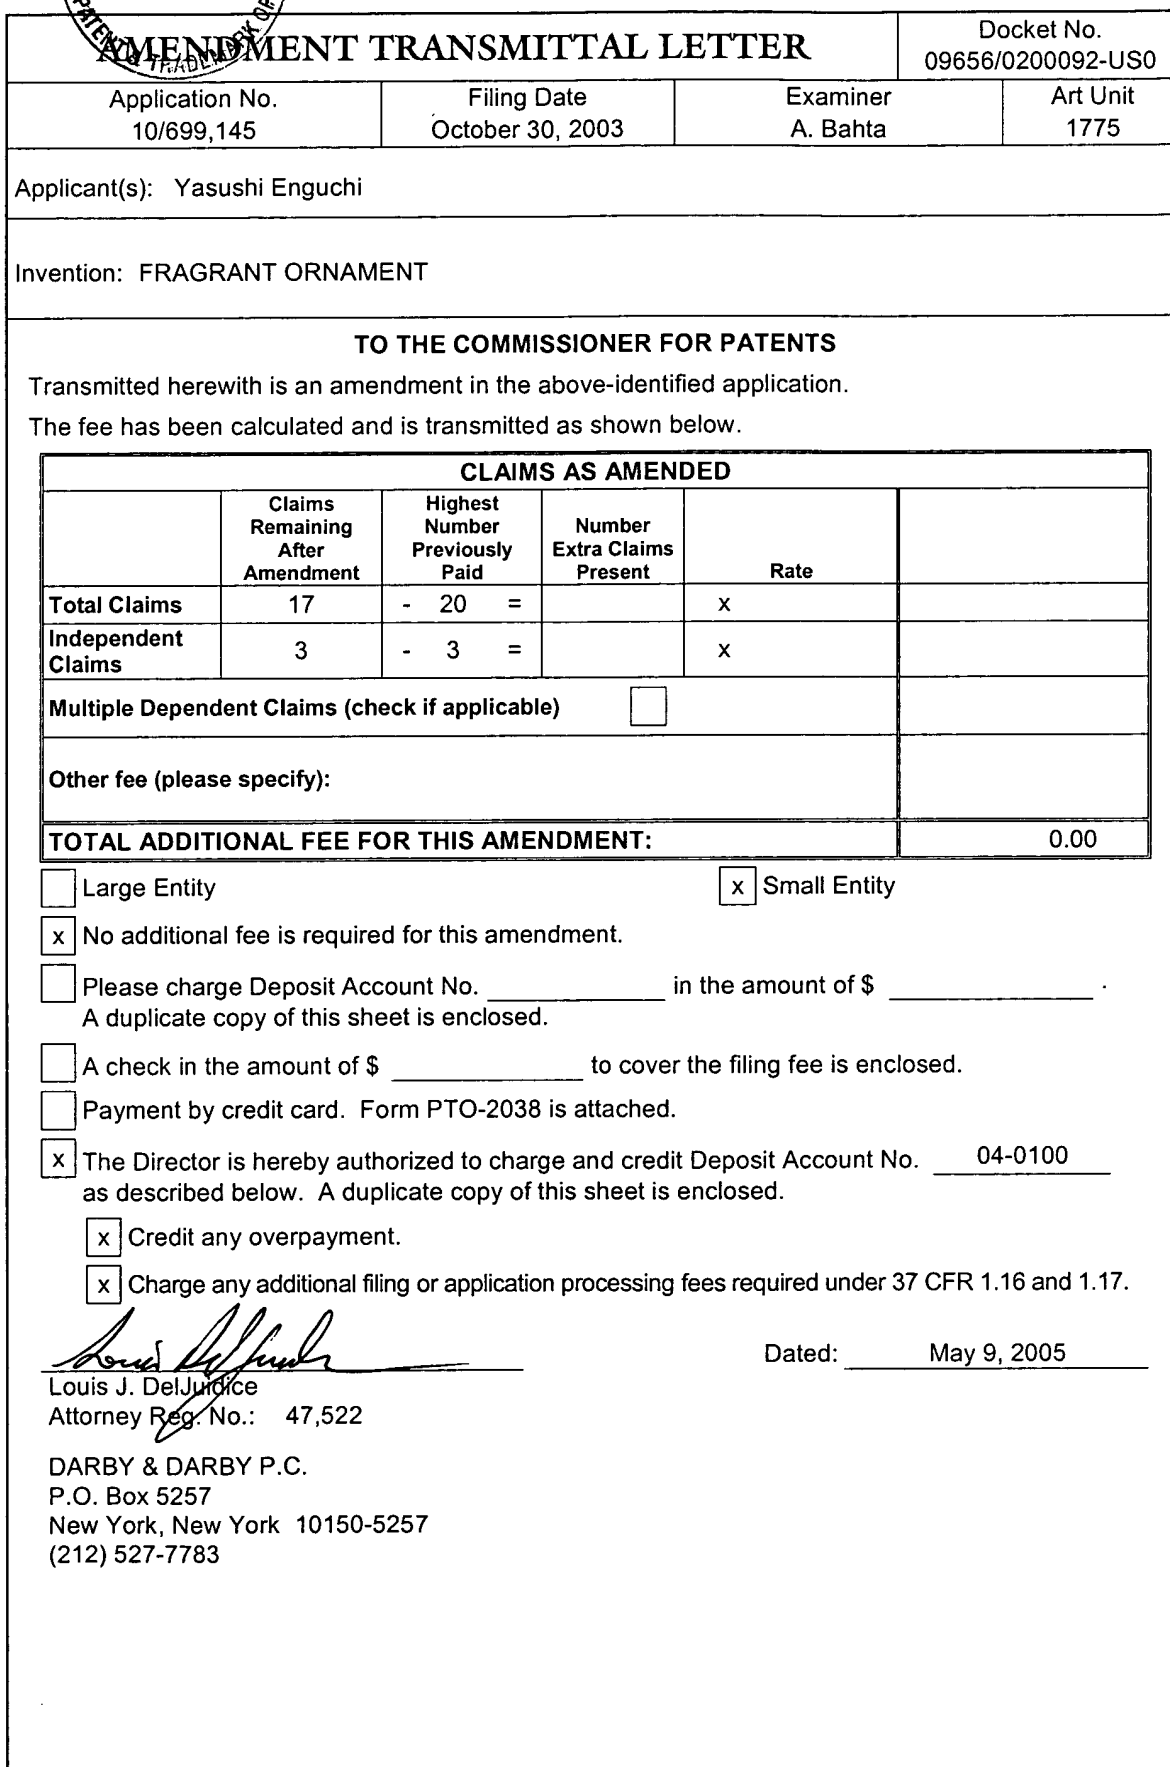 PATENT & TRADEMARK OF
AMENDMENT TRANSMITTAL LETTER
Docket No.
09656/0200092-US0
Application No.
10/699,145
Filing Date
October 30, 2003
Examiner
A. Bahta
Art Unit
1775
Applicant(s): Yasushi Enguchi
Invention: FRAGRANT ORNAMENT
TO THE COMMISSIONER FOR PATENTS
Transmitted herewith is an amendment in the above-identified application.
The fee has been calculated and is transmitted as shown below.
CLAIMS AS AMENDED
Claims
Remaining
After
Amendment
Highest
Number
Previously
Paid
Number
Extra Claims
Present
Rate
Total Claims 17 - 20 = x
Independent
Claims 3 - 3 = x
Multiple Dependent Claims (check if applicable)
Other fee (please specify):
TOTAL ADDITIONAL FEE FOR THIS AMENDMENT: 0.00
Large Entity x Small Entity
x No additional fee is required for this amendment.
Please charge Deposit Account No. in the amount of $ .
A duplicate copy of this sheet is enclosed.
A check in the amount of $ to cover the filing fee is enclosed.
Payment by credit card. Form PTO-2038 is attached.
x The Director is hereby authorized to charge and credit Deposit Account No. 04-0100
as described below. A duplicate copy of this sheet is enclosed.
x Credit any overpayment.
x Charge any additional filing or application processing fees required under 37 CFR 1.16 and 1.17.
Dated: May 9, 2005
Louis J. DelJuidice
Attorney Reg. No.: 47,522
DARBY & DARBY P.C.
P.O. Box 5257
New York, New York 10150-5257
(212) 527-7783